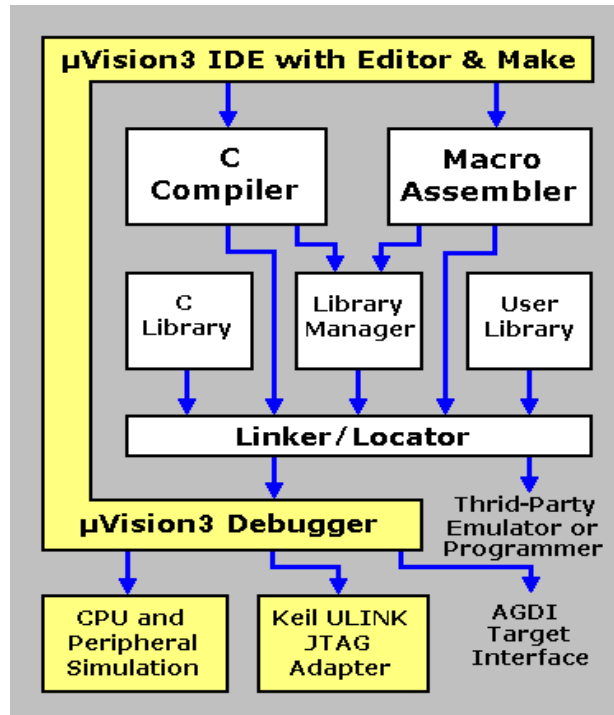 µVision3 IDE with Editor & Make
C
Compiler
Macro
Assembler
C
Library
Library
Manager
User
Library
Linker/Locator
µVision3 Debugger
Thrid-Party
Emulator or
Programmer
CPU and
Peripheral
Simulation
Keil ULINK
JTAG
Adapter
AGDI
Target
Interface